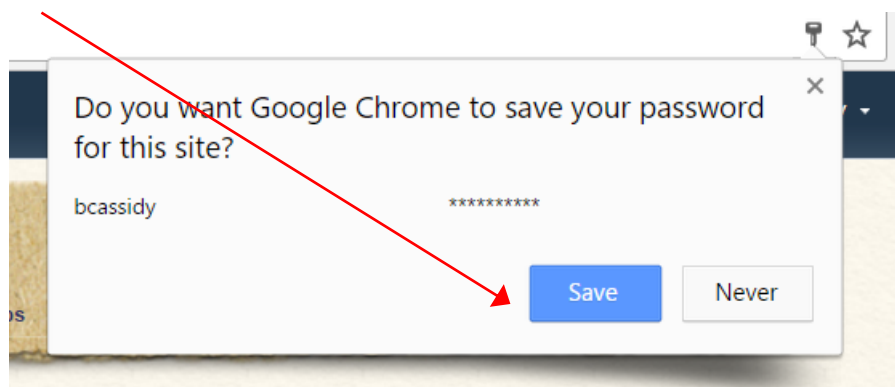 Do you want Google Chrome to save your password
for this site?
bcassidy **********
Save Never